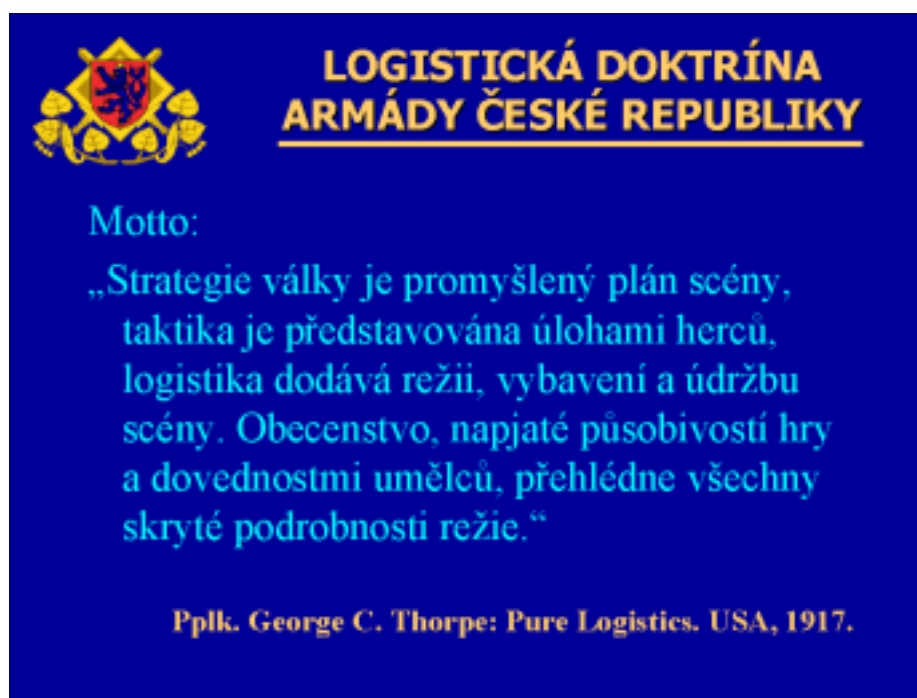 LOGISTICKÁ DOKTRÍNA
ARMÁDY ČESKÉ REPUBLIKY
Motto:
„Strategie války je promyšlený plán scény,
taktika je představována úlohami herců,
logistika dodává režii, vybavení a údržbu
scény. Obecenstvo, napjaté působivostí hry
a dovednostmi umělců, přehlédne všechny
skryté podrobnosti režie.“
Pplk. George C. Thorpe: Pure Logistics. USA, 1917.